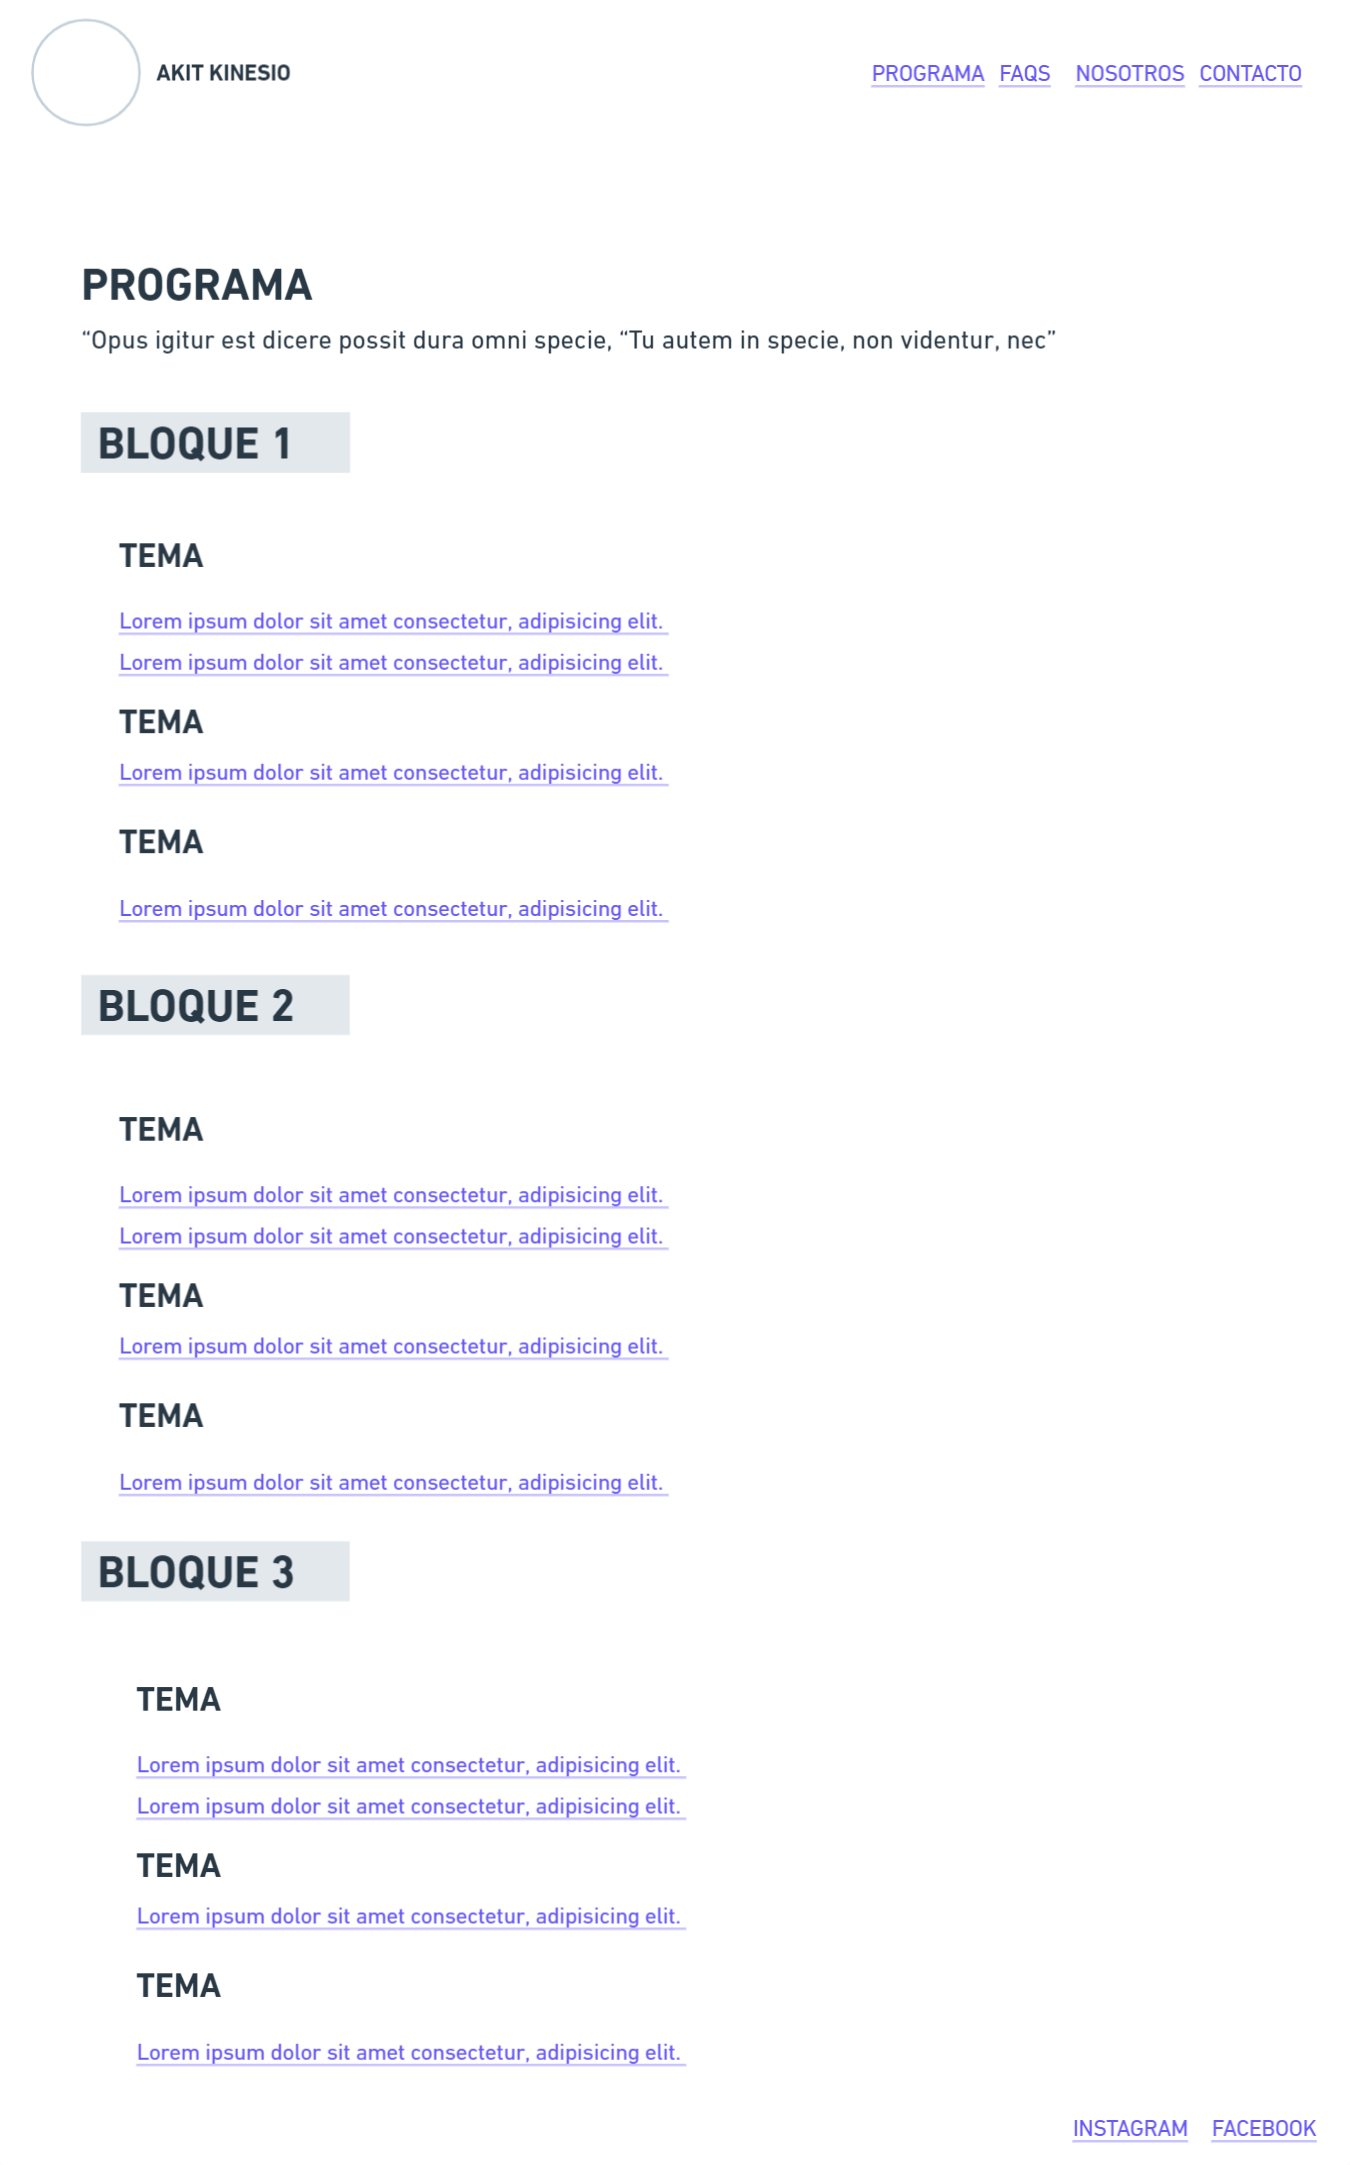 AKIT KINESIO
PROGRAMA FAQS NOSOTROS CONTACTO
PROGRAMA
“Opus igitur est dicere possit dura omni specie, “Tu autem in specie, non videntur, nec”
BLOQUE 1
TEMA
Lorem ipsum dolor sit amet consectetur, adipisicing elit.
Lorem ipsum dolor sit amet consectetur, adipisicing elit.
TEMA
Lorem ipsum dolor sit amet consectetur, adipisicing elit.
TEMA
Lorem ipsum dolor sit amet consectetur, adipisicing elit.
BLOQUE 2
TEMA
Lorem ipsum dolor sit amet consectetur, adipisicing elit.
Lorem ipsum dolor sit amet consectetur, adipisicing elit.
TEMA
Lorem ipsum dolor sit amet consectetur, adipisicing elit.
TEMA
Lorem ipsum dolor sit amet consectetur, adipisicing elit.
BLOQUE 3
TEMA
Lorem ipsum dolor sit amet consectetur, adipisicing elit.
Lorem ipsum dolor sit amet consectetur, adipisicing elit.
TEMA
Lorem ipsum dolor sit amet consectetur, adipisicing elit.
TEMA
Lorem ipsum dolor sit amet consectetur, adipisicing elit.
INSTAGRAM FACEBOOK